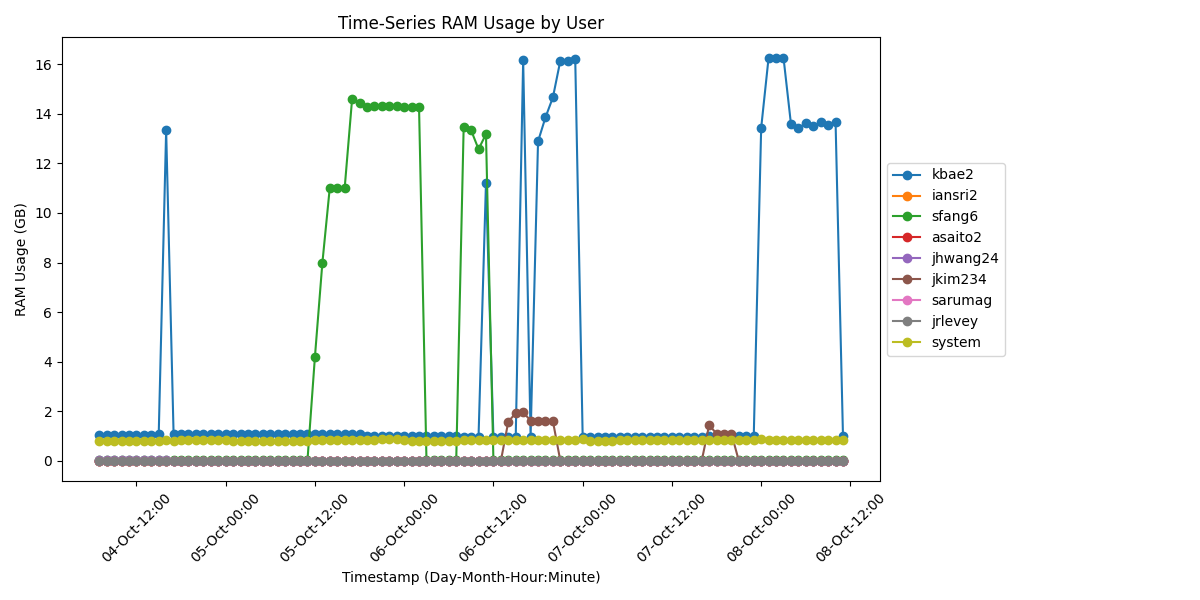 Time-Series RAM Usage by User
RAM Usage (GB)
16
14
12
10
8
6
4
2
0
04-Oct-12:00
05-Oct-00:00
05-Oct-12:00
06-Oct-00:00
06-Oct-12:00
07-Oct-00:00
07-Oct-12:00
08-Oct-00:00
08-Oct-12:00
Timestamp (Day-Month-Hour:Minute)
kbae2
iansri2
sfang6
asaito2
jhwang24
jkim234
sarumag
jrlevey
system